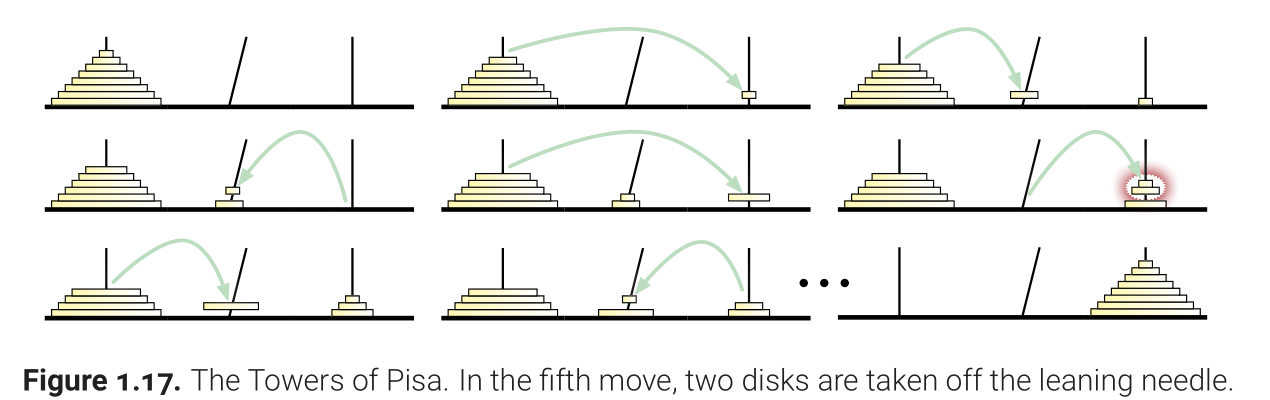 Figure 1.17. The Towers of Pisa. In the fifth move, two disks are taken off the leaning needle.